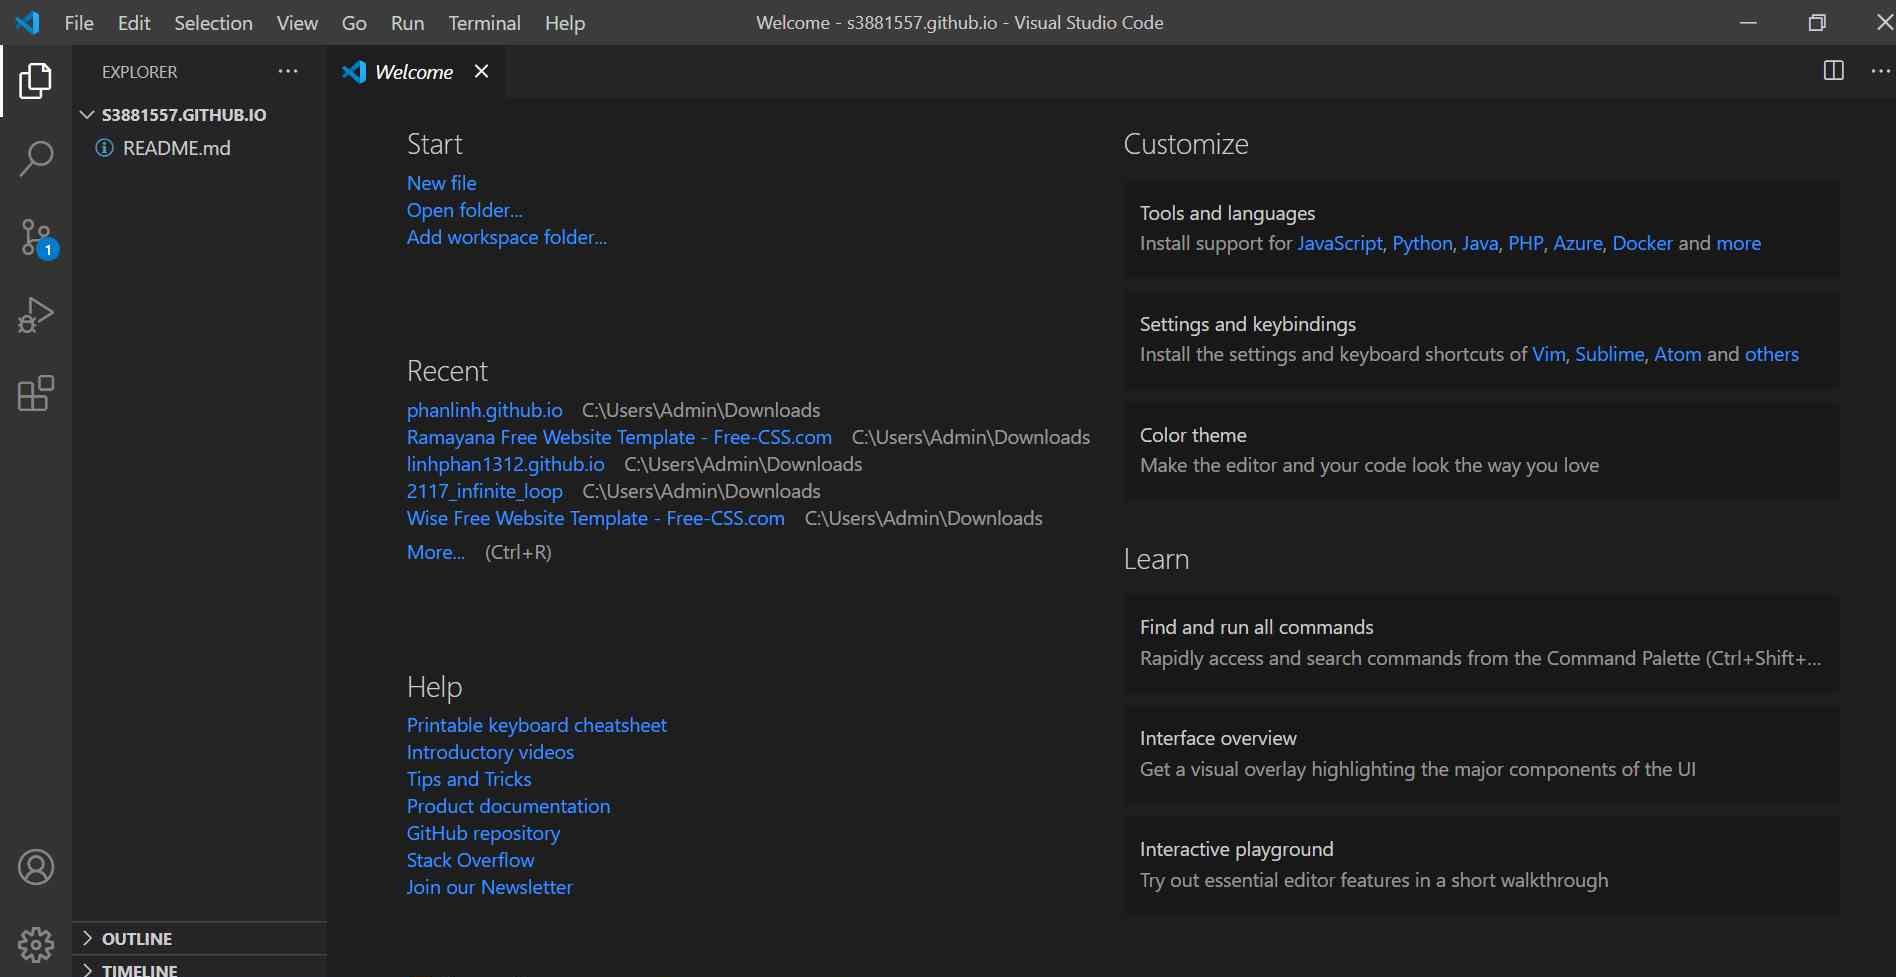 File Edit Selection View Go Run Terminal Help
Welcome - s3881557.github.io - Visual Studio Code
EXPLORER
S3881557.GITHUB.IO
README.md
1
OUTLINE
TIMELINE
Welcome
Start
New file
Open folder...
Add workspace folder...
Recent
phanlinh.github.io C:\Users\Admin\Downloads
Ramayana Free Website Template - Free-CSS.com C:\Users\Admin\Downloads
linhphan1312.github.io C:\Users\Admin\Downloads
2117_infinite_loop C:\Users\Admin\Downloads
Wise Free Website Template - Free-CSS.com C:\Users\Admin\Downloads
More... (Ctrl+R)
Help
Printable keyboard cheatsheet
Introductory videos
Tips and Tricks
Product documentation
GitHub repository
Stack Overflow
Join our Newsletter
Customize
Tools and languages
Install support for JavaScript, Python, Java, PHP, Azure, Docker and more
Settings and keybindings
Install the settings and keyboard shortcuts of Vim, Sublime, Atom and others
Color theme
Make the editor and your code look the way you love
Learn
Find and run all commands
Rapidly access and search commands from the Command Palette (Ctrl+Shift+...
Interface overview
Get a visual overlay highlighting the major components of the UI
Interactive playground
Try out essential editor features in a short walkthrough